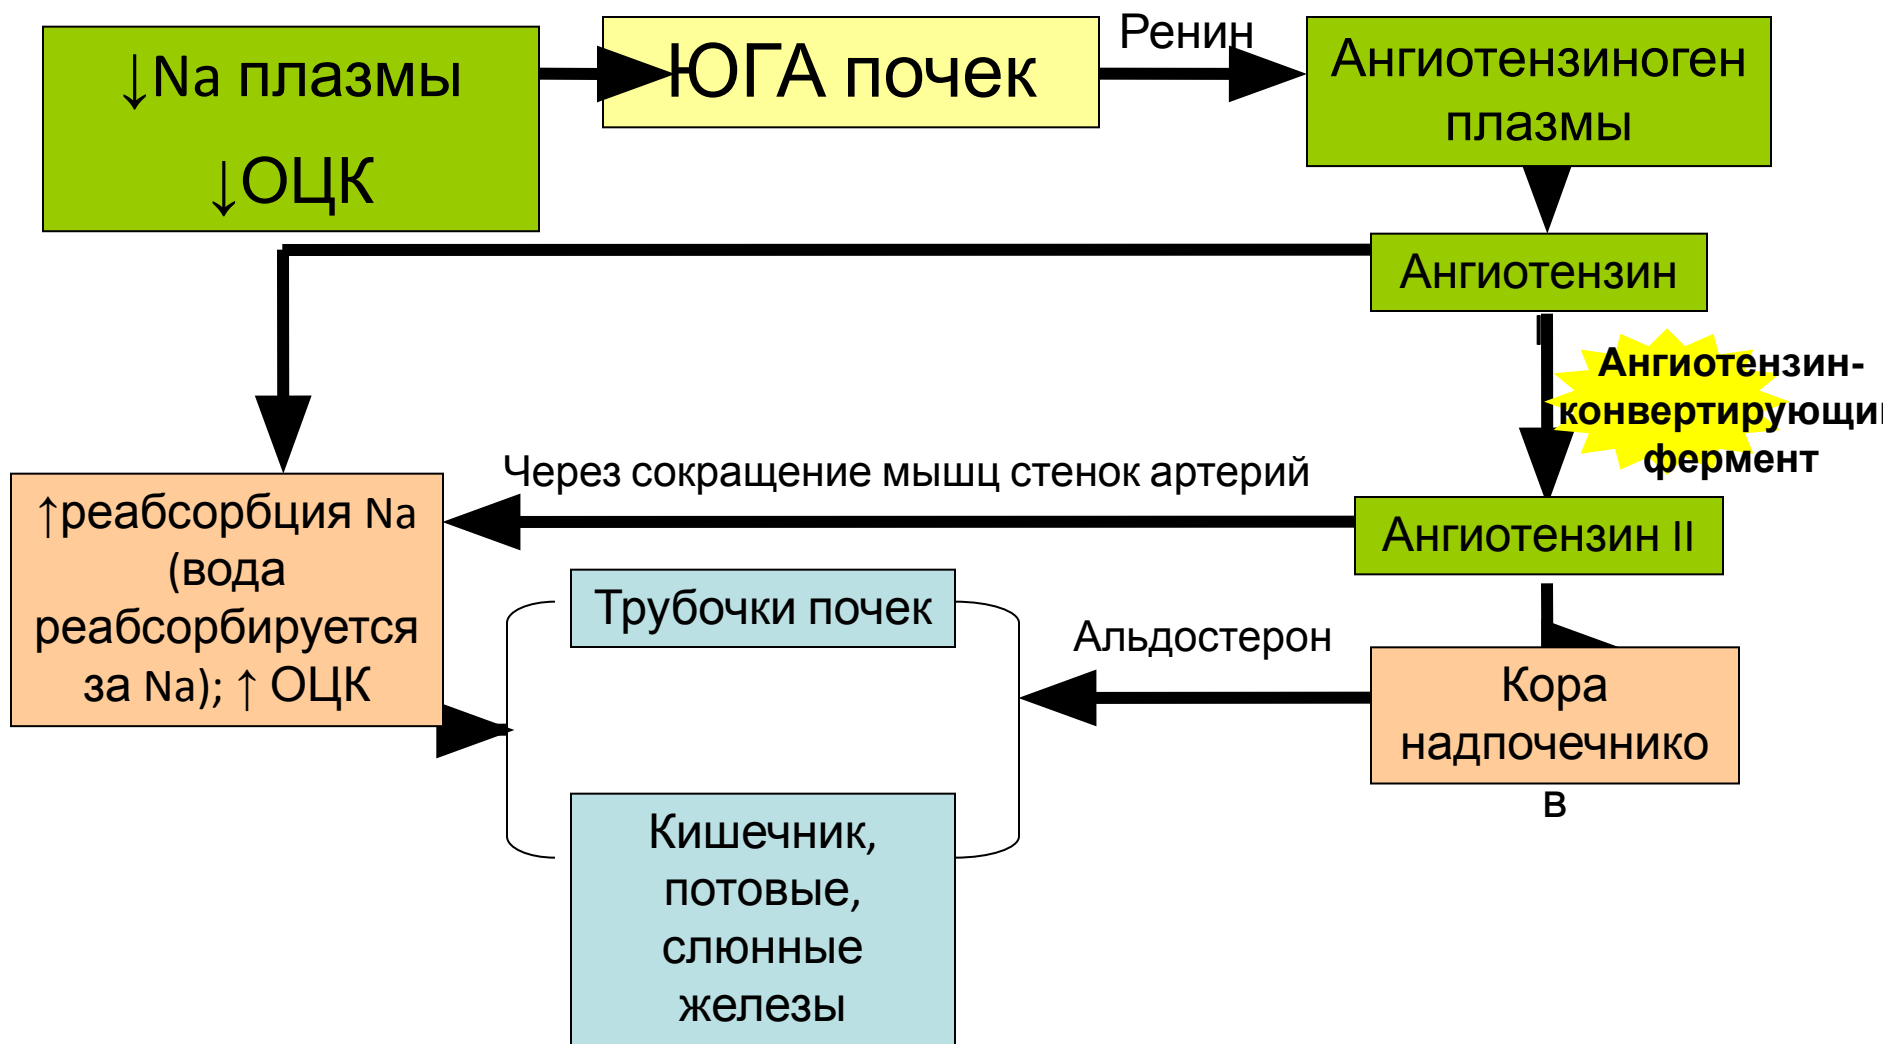 ↓Na плазмы
↓ОЦК
ЮГА почек
Ренин
Ангиотензиноген
плазмы
Ангиотензин
I
Ангиотензин-
конвертирующий
фермент
Через сокращение мышц стенок артерий
Ангиотензин II
↑реабсорбция Na
(вода
реабсорбируется
за Na); ↑ ОЦК
Трубочки почек
Альдостерон
Кора
надпочечнико
в
Кишечник,
потовые,
слюнные
железы